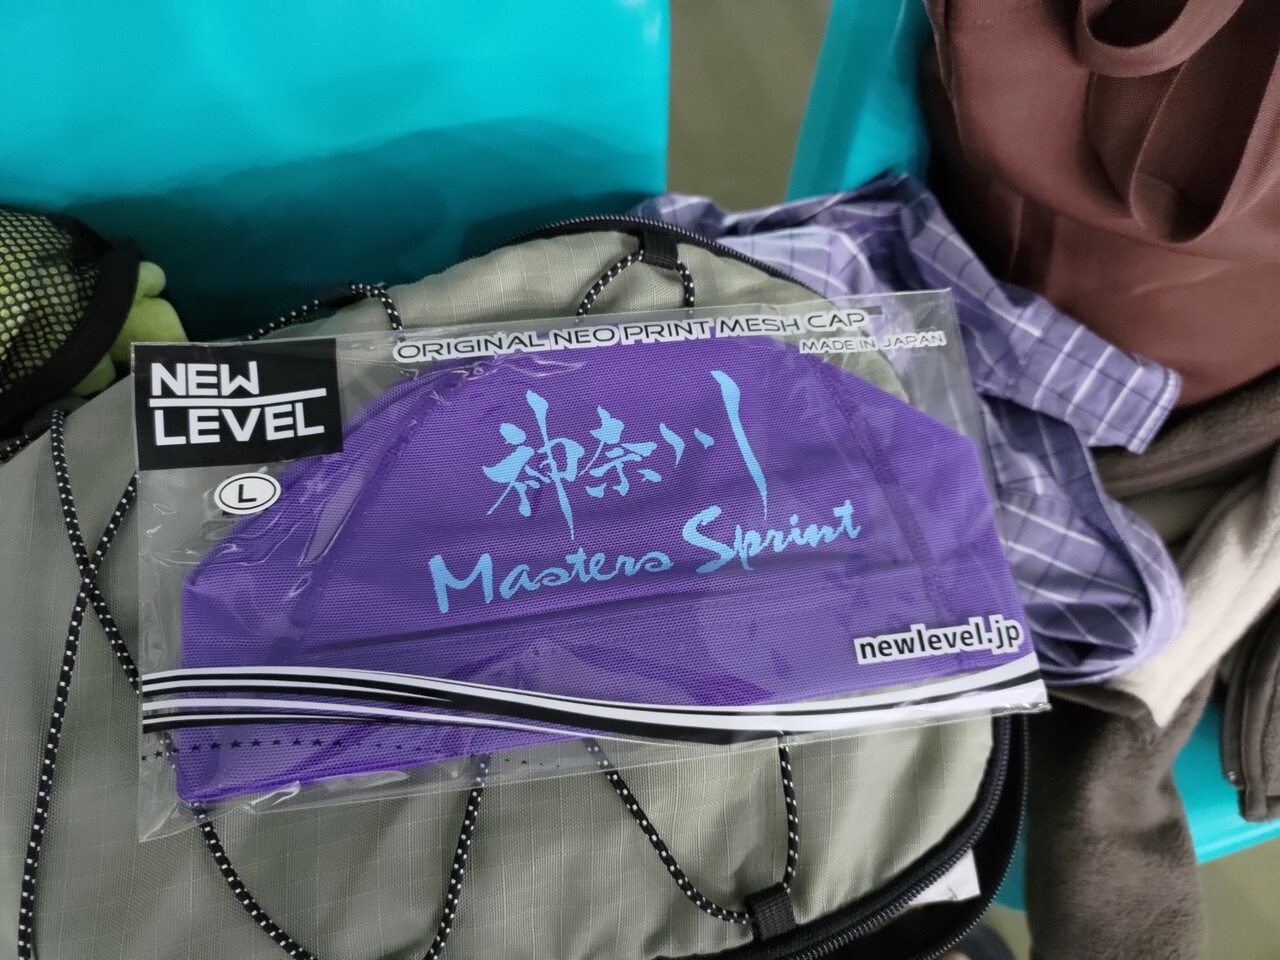 ORIGINAL NEO PRINT MESH CAP
MADE IN JAPAN
NEW
LEVEL
L
神奈川
Masters Sprint
newlevel.jp